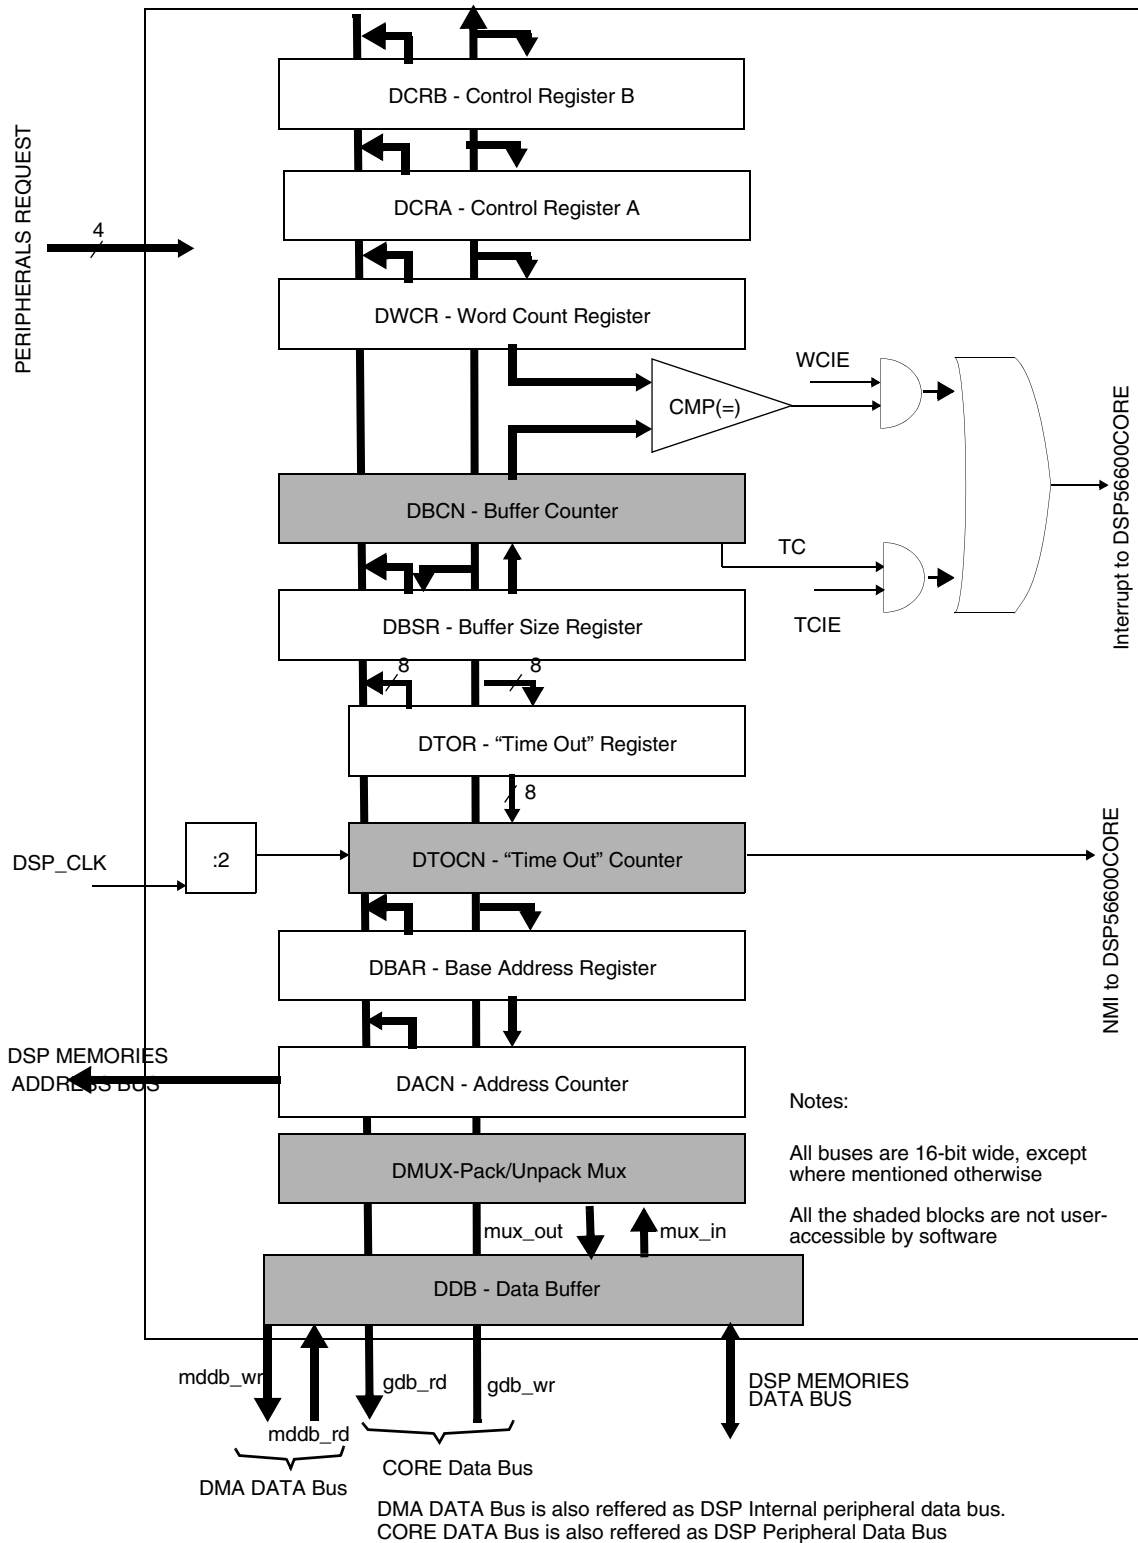 DCRB - Control Register B
PERIPHERALS REQUEST
4
DCRA - Control Register A
DWCR - Word Count Register
WCIE
CMP(=)
Interrupt to DSP56600CORE
DBCN - Buffer Counter
TC
TCIE
DBSR - Buffer Size Register
8
8
DTOR - “Time Out” Register
8
DSP_CLK
:2
DTOCN - “Time Out” Counter
NMI to DSP56600CORE
DBAR - Base Address Register
DSP MEMORIES
ADDRESS BUS
DACN - Address Counter
Notes:
All buses are 16-bit wide, except
where mentioned otherwise
All the shaded blocks are not user-
accessible by software
DMUX-Pack/Unpack Mux
mux_out
mux_in
DDB - Data Buffer
mddb_wr
mddb_rd
gdb_rd
gdb_wr
DSP MEMORIES
DATA BUS
DMA DATA Bus
CORE Data Bus
DMA DATA Bus is also reffered as DSP Internal peripheral data bus.
CORE DATA Bus is also reffered as DSP Peripheral Data Bus